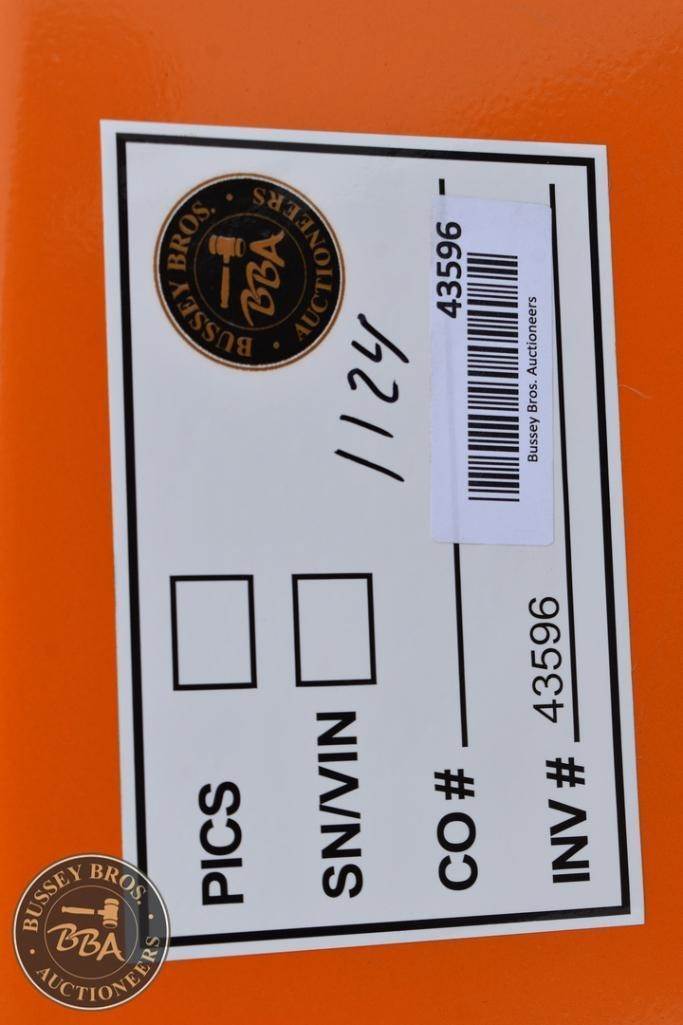 BUSSEY BROS.
BBA
AUCTIONEERS
PICS
SN/VIN
1124
CO #
43596
Bussey Bros. Auctioneers
INV # 43596
BUSSEY BROS.
BBA
AUCTIONEERS